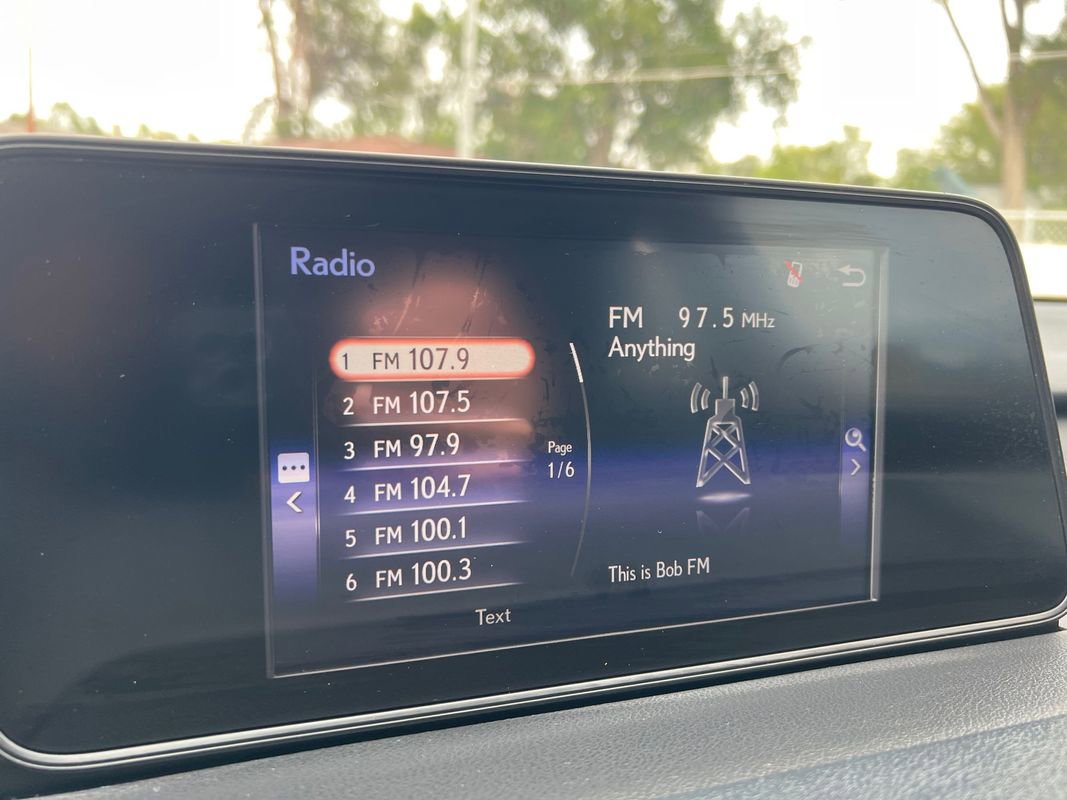 Radio
FM 97.5 MHz
Anything
1 FM 107.9
2 FM 107.5
3 FM 97.9
4 FM 104.7
5 FM 100.1
6 FM 100.3
Page
1/6
This is Bob FM
Text